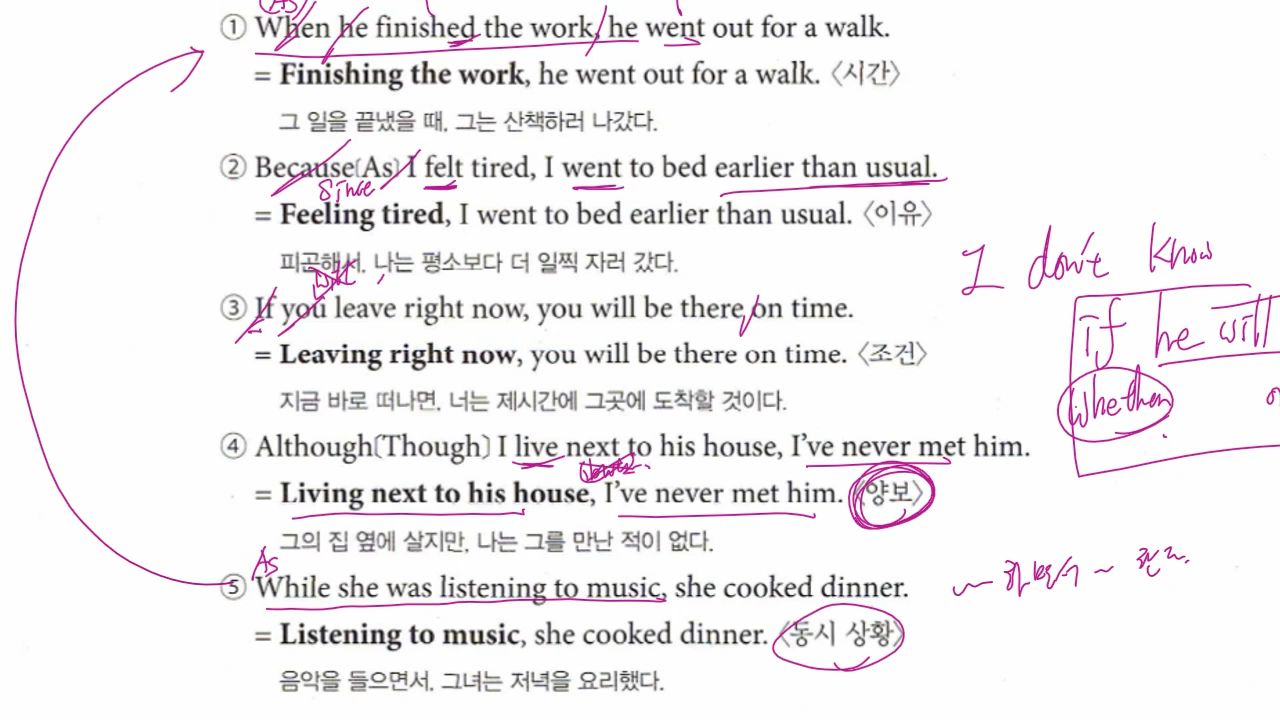 (As)
① When he finished the work, he went out for a walk.
= Finishing the work, he went out for a walk. 〈시간〉
그 일을 끝냈을 때, 그는 산책하러 나갔다.
② Because(As) I felt tired, I went to bed earlier than usual.
Since
= Feeling tired, I went to bed earlier than usual. 〈이유〉
피곤해서, 나는 평소보다 더 일찍 자러 갔다.
I don't know
③ If you leave right now, you will be there on time.
if he will
= Leaving right now, you will be there on time. 〈조건〉
지금 바로 떠나면, 너는 제시간에 그곳에 도착할 것이다.
whether
④ Although(Though) I live next to his house, I've never met him.
= Living next to his house, I've never met him. 〈양보〉
그의 집 옆에 살지만, 나는 그를 만난 적이 없다.
As
⑤ While she was listening to music, she cooked dinner.
= Listening to music, she cooked dinner. 〈동시 상황〉
음악을 들으면서, 그녀는 저녁을 요리했다.